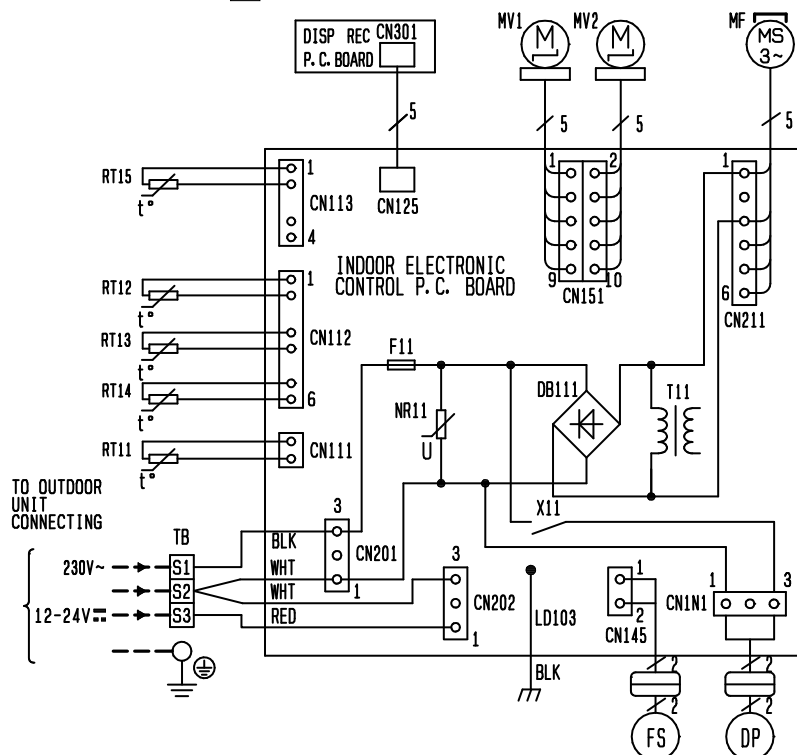 MV1
MV2
MF
DISP REC CN301
P.C. BOARD
M
M
MS
3~
5
5
5
5
RT15
t°
1
CN113
4
CN125
1
2
9
10
CN151
1
6
CN211
INDOOR ELECTRONIC
CONTROL P.C. BOARD
RT12
t°
1
RT13
t°
CN112
RT14
t°
6
RT11
t°
CN111
F11
NR11
U
DB111
T11
X11
TO OUTDOOR
UNIT
CONNECTING
TB
3
BLK
CN201
230V~
S1
WHT
1
S2
WHT
3
CN202
12-24V
S3
RED
1
LD103
BLK
1
2
CN145
1
3
CN1N1
2
2
2
2
FS
DP